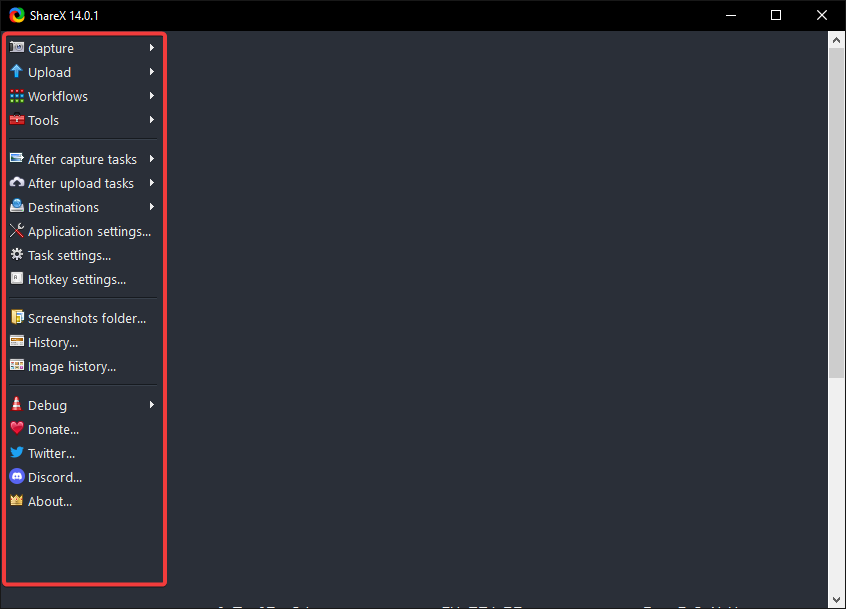 ShareX 14.0.1
Capture
Upload
Workflows
Tools
After capture tasks
After upload tasks
Destinations
Application settings...
Task settings...
Hotkey settings...
Screenshots folder...
History...
Image history...
Debug
Donate...
Twitter...
Discord...
About...